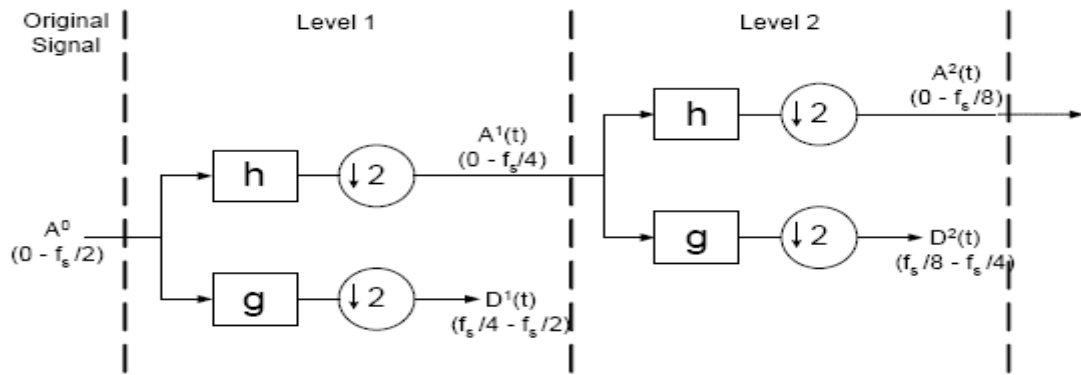 Original
Signal
Level 1
Level 2
A⁰
(0 - fₛ/2)
h
↓2
A¹(t)
(0 - fₛ/4)
g
↓2
D¹(t)
(fₛ/4 - fₛ/2)
h
↓2
A²(t)
(0 - fₛ/8)
g
↓2
D²(t)
(fₛ/8 - fₛ/4)